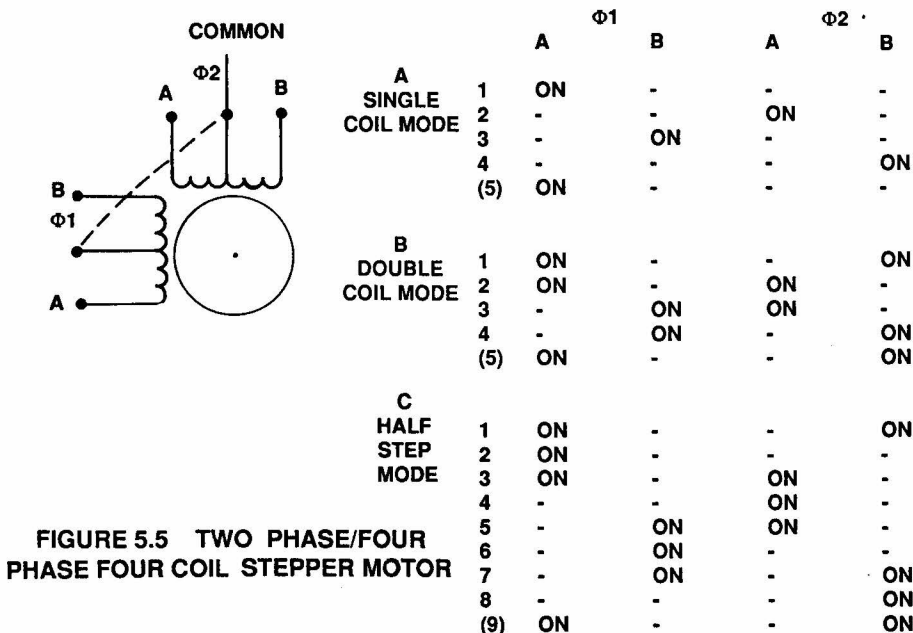 COMMON
Φ2
A
B
B
Φ1
A
Φ1 Φ2
A B A B
A
SINGLE
COIL MODE
1 ON - - -
2 - - ON -
3 - ON - -
4 - - - ON
(5) ON - - -
B
DOUBLE
COIL MODE
1 ON - - ON
2 ON - ON -
3 - ON ON -
4 - ON - ON
(5) ON - - ON
C
HALF
STEP
MODE
1 ON - - ON
2 ON - - -
3 ON - ON -
4 - - ON -
5 - ON ON -
6 - ON - -
7 - ON - ON
8 - - - ON
(9) ON - - ON
FIGURE 5.5 TWO PHASE/FOUR
PHASE FOUR COIL STEPPER MOTOR